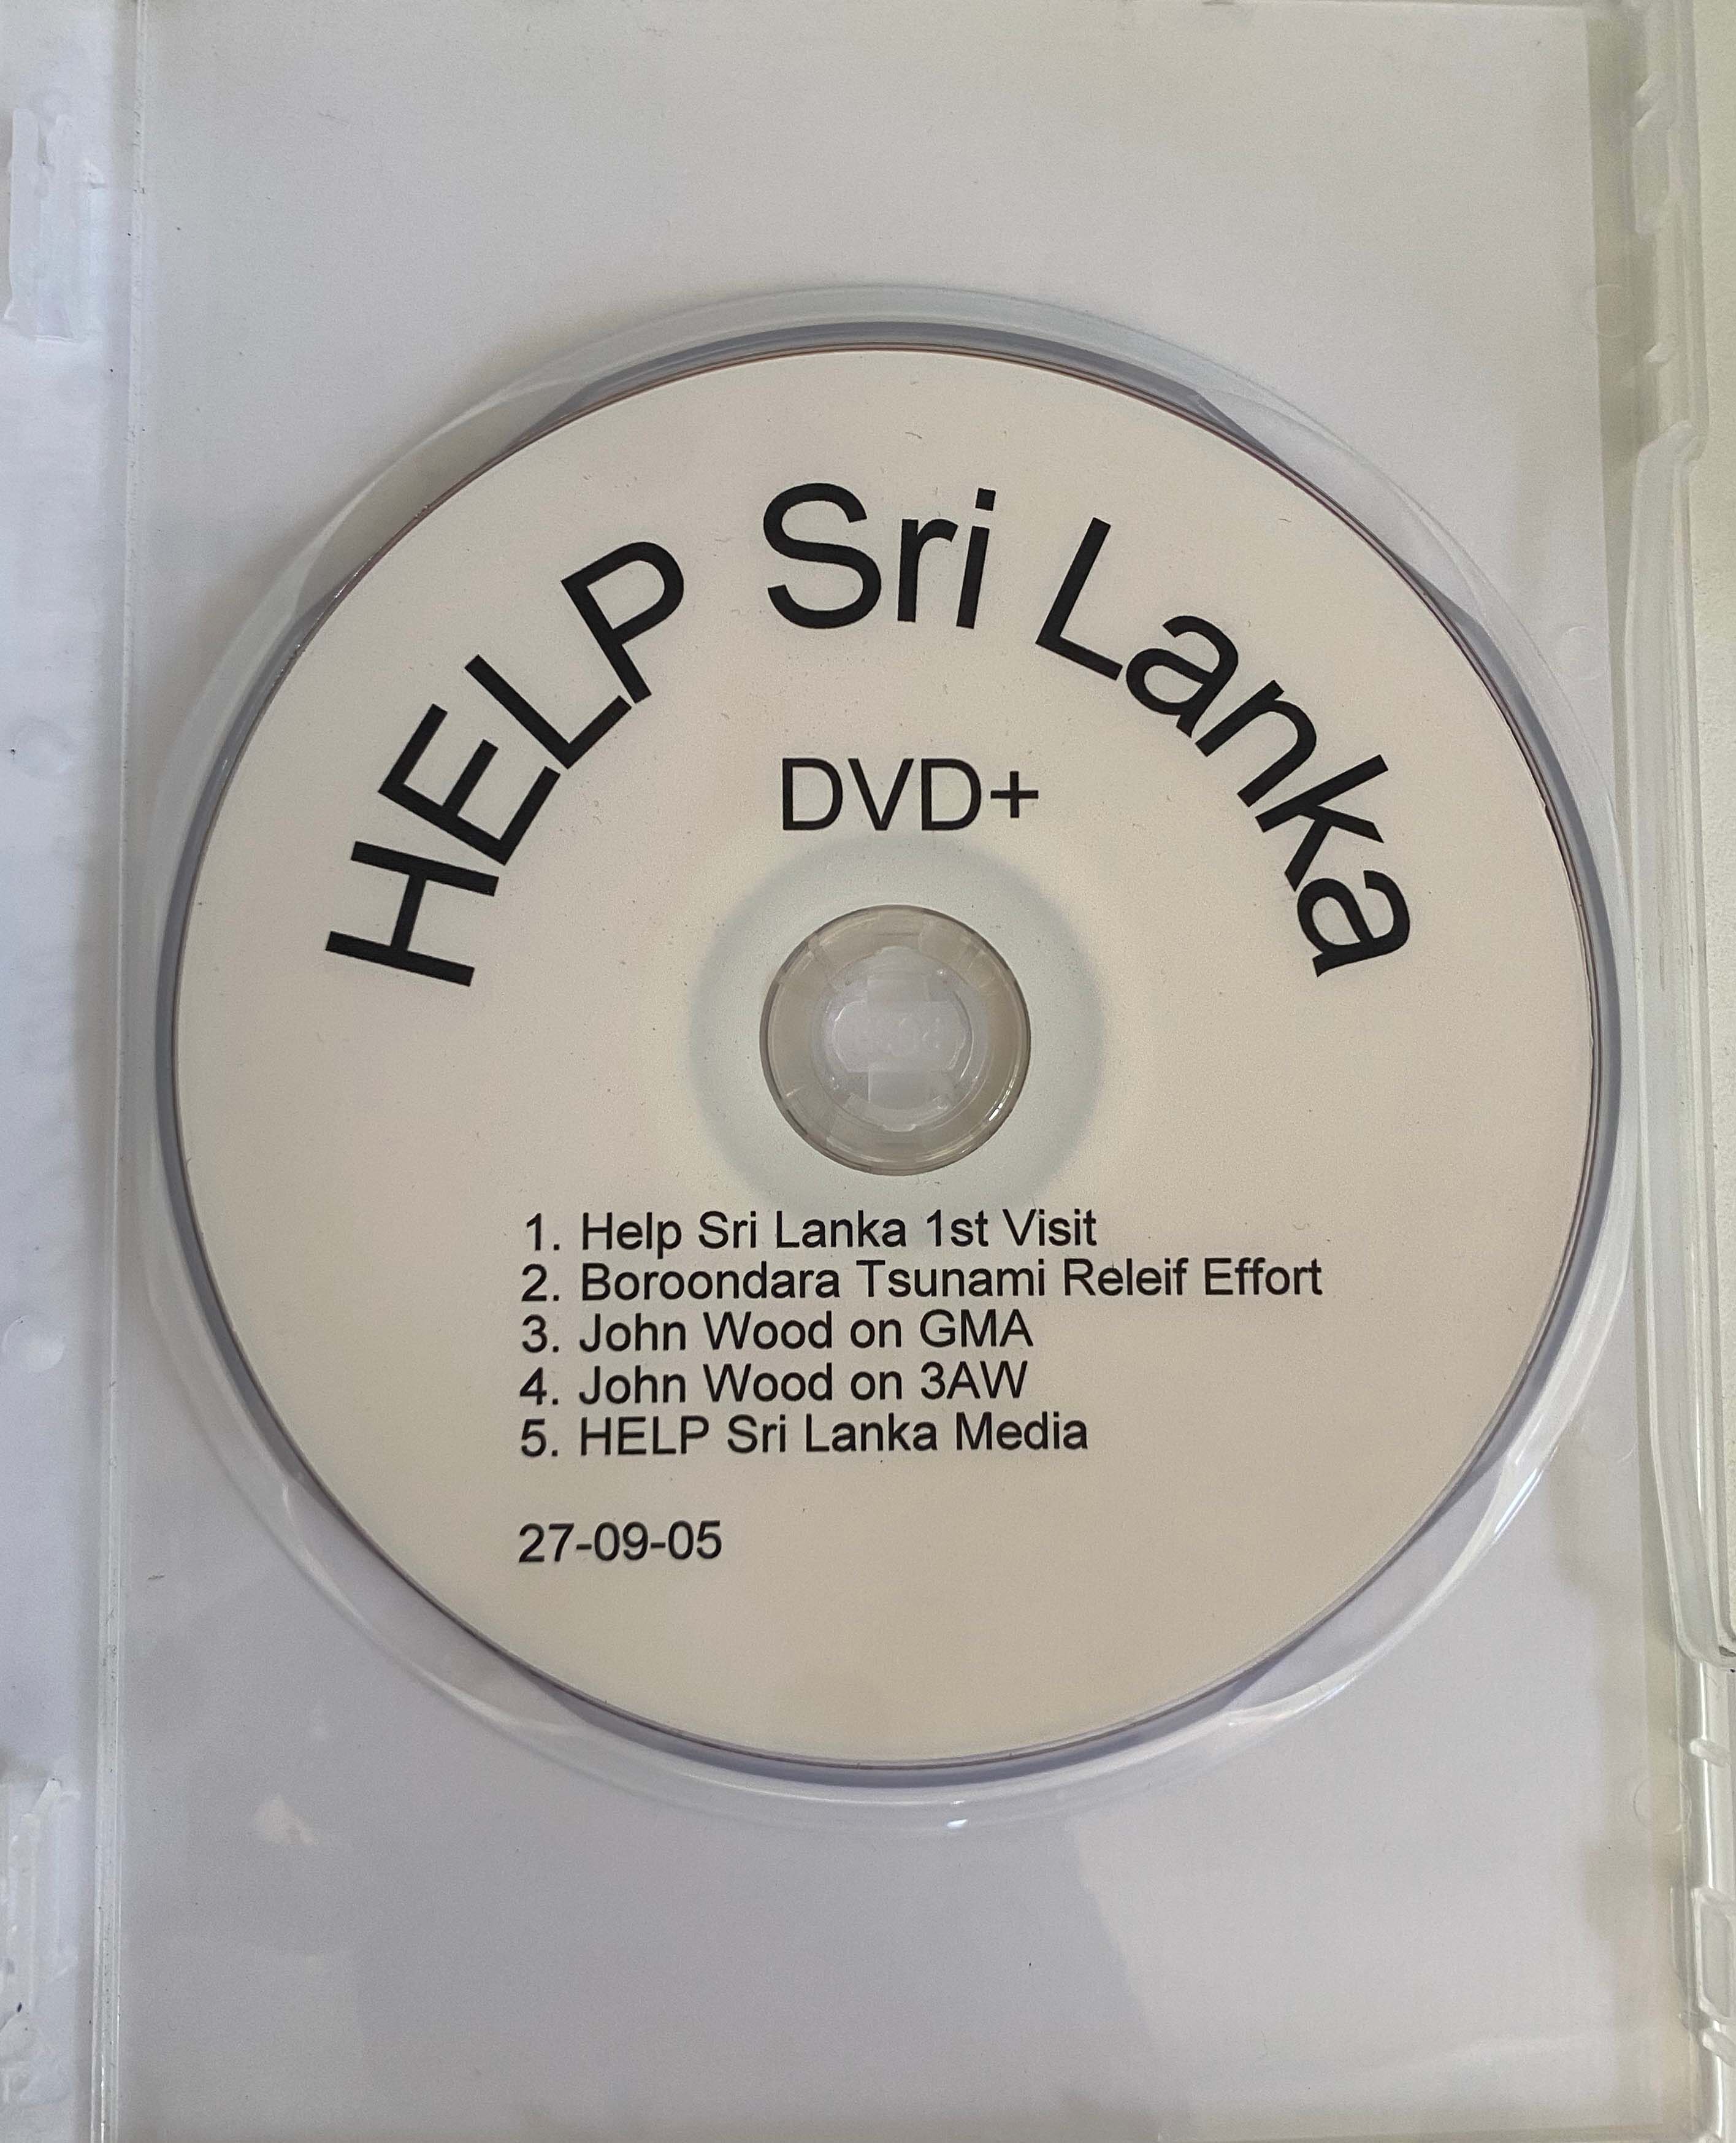 HELP Sri Lanka
DVD+
1. Help Sri Lanka 1st Visit
2. Boroondara Tsunami Releif Effort
3. John Wood on GMA
4. John Wood on 3AW
5. HELP Sri Lanka Media
27-09-05